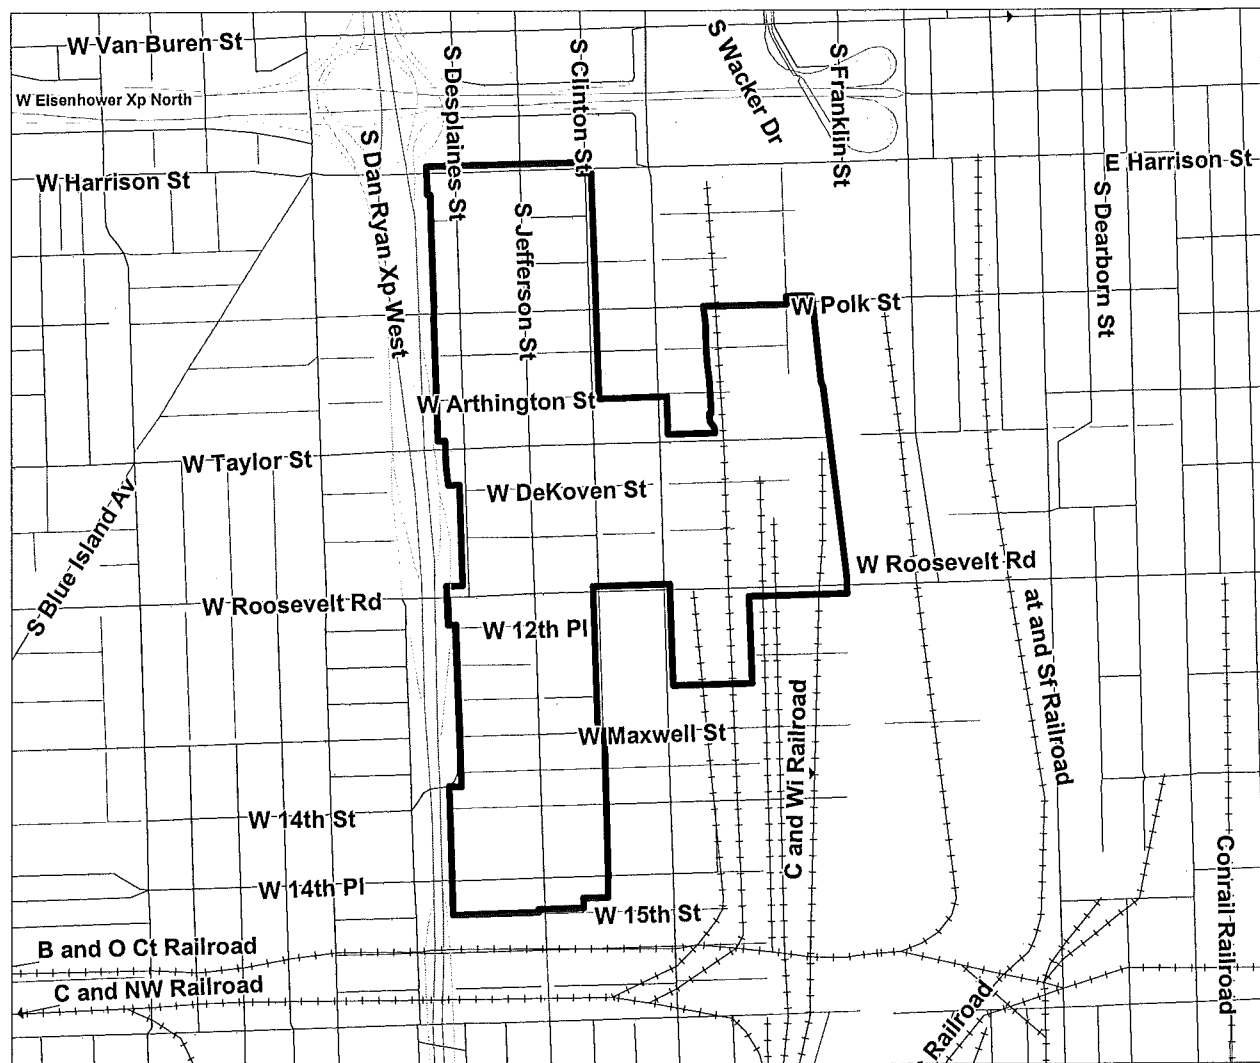 W Van Buren St
S Desplaines St
S Clinton St
S Wacker Dr
S Franklin St
W Eisenhower Xp North
S Dan Ryan Xp West
W Harrison St
E Harrison St
S Jefferson St
S Dearborn St
W Polk St
W Arthington St
W Taylor St
W DeKoven St
S Blue Island Av
W Roosevelt Rd
W Roosevelt Rd
W 12th Pl
at and Sf Railroad
W Maxwell St
C and Wi Railroad
W 14th St
W 14th Pl
W 15th St
Conrail Railroad
B and O Ct Railroad
C and NW Railroad
Railroad